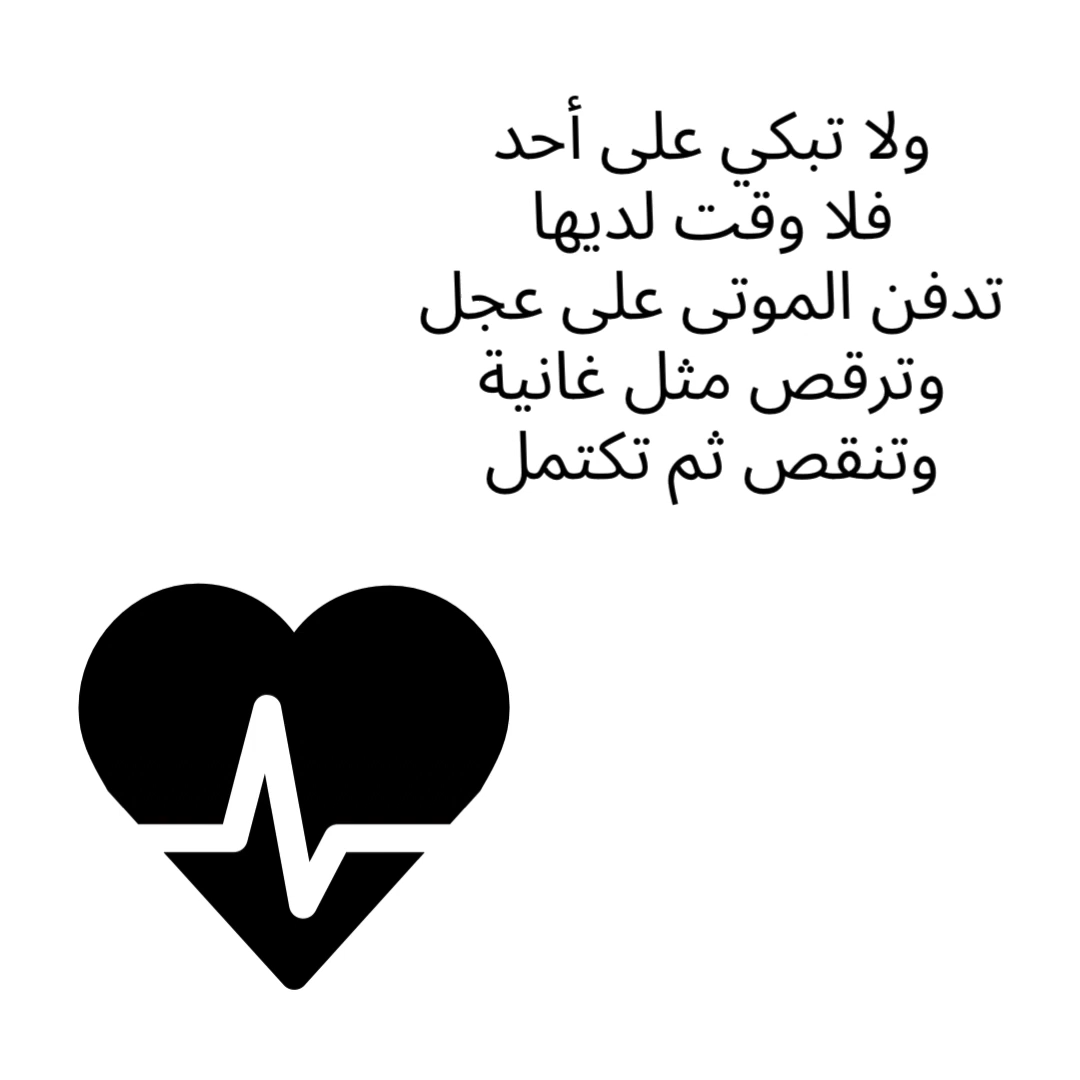 ولا تبكي على أحد
فلا وقت لديها
تدفن الموتى على عجل
وترقص مثل غانية
وتنقص ثم تكتمل